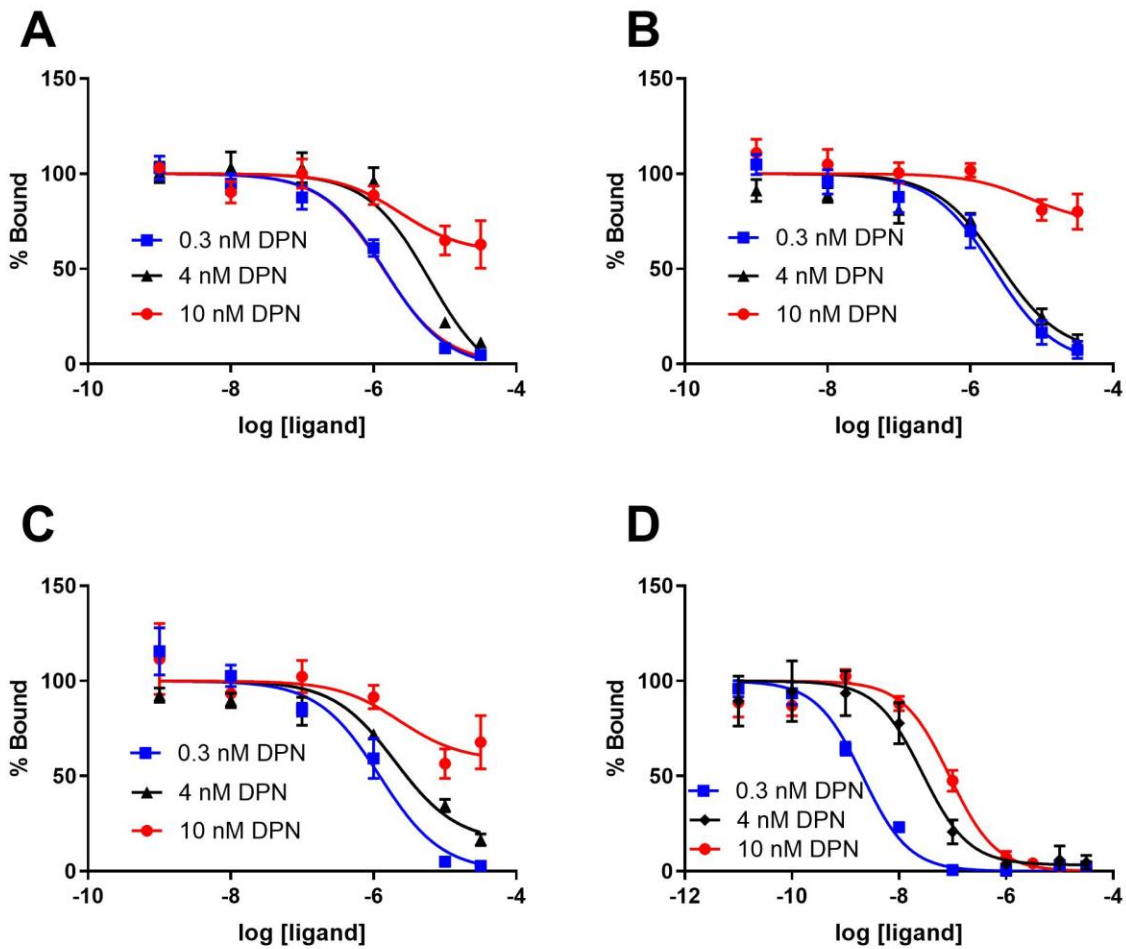 A
150
100
50
0
% Bound
0.3 nM DPN
4 nM DPN
10 nM DPN
-10
-8
-6
-4
log [ligand]
B
150
100
50
0
% Bound
0.3 nM DPN
4 nM DPN
10 nM DPN
-10
-8
-6
-4
log [ligand]
C
150
100
50
0
% Bound
0.3 nM DPN
4 nM DPN
10 nM DPN
-10
-8
-6
-4
log [ligand]
D
150
100
50
0
% Bound
0.3 nM DPN
4 nM DPN
10 nM DPN
-12
-10
-8
-6
-4
log [ligand]